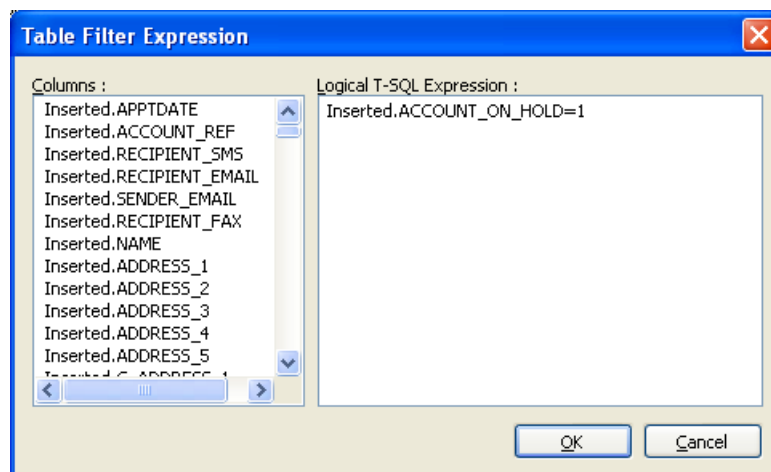 Table Filter Expression
Columns :
Inserted.APPTDATE
Inserted.ACCOUNT_REF
Inserted.RECIPIENT_SMS
Inserted.RECIPIENT_EMAIL
Inserted.SENDER_EMAIL
Inserted.RECIPIENT_FAX
Inserted.NAME
Inserted.ADDRESS_1
Inserted.ADDRESS_2
Inserted.ADDRESS_3
Inserted.ADDRESS_4
Inserted.ADDRESS_5
Logical T-SQL Expression :
Inserted.ACCOUNT_ON_HOLD=1
OK
Cancel